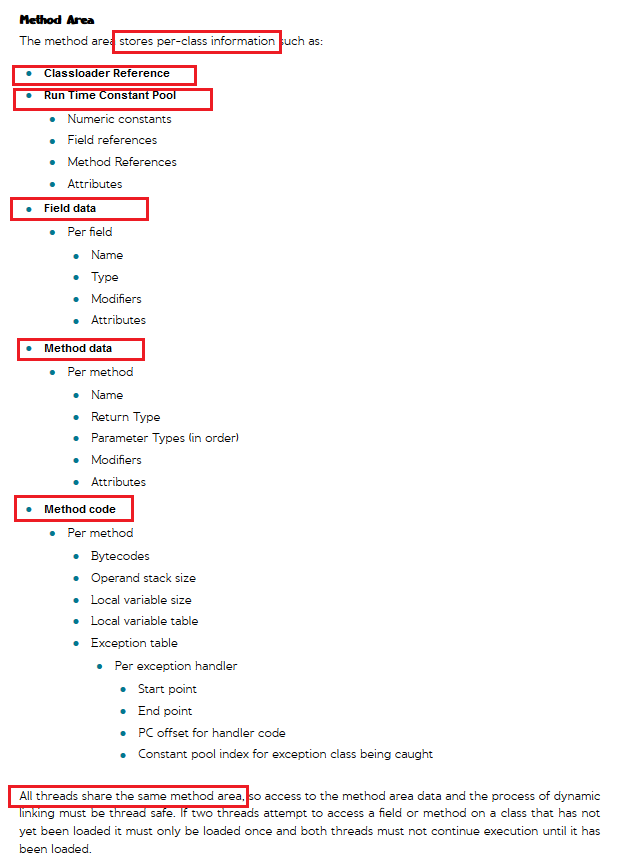 Method Area
The method area stores per-class information such as:
• Classloader Reference
• Run Time Constant Pool
• Numeric constants
• Field references
• Method References
• Attributes
• Field data
• Per field
• Name
• Type
• Modifiers
• Attributes
• Method data
• Per method
• Name
• Return Type
• Parameter Types (in order)
• Modifiers
• Attributes
• Method code
• Per method
• Bytecodes
• Operand stack size
• Local variable size
• Local variable table
• Exception table
• Per exception handler
• Start point
• End point
• PC offset for handler code
• Constant pool index for exception class being caught
All threads share the same method area, so access to the method area data and the process of dynamic
linking must be thread safe. If two threads attempt to access a field or method on a class that has not
yet been loaded it must only be loaded once and both threads must not continue execution until it has
been loaded.